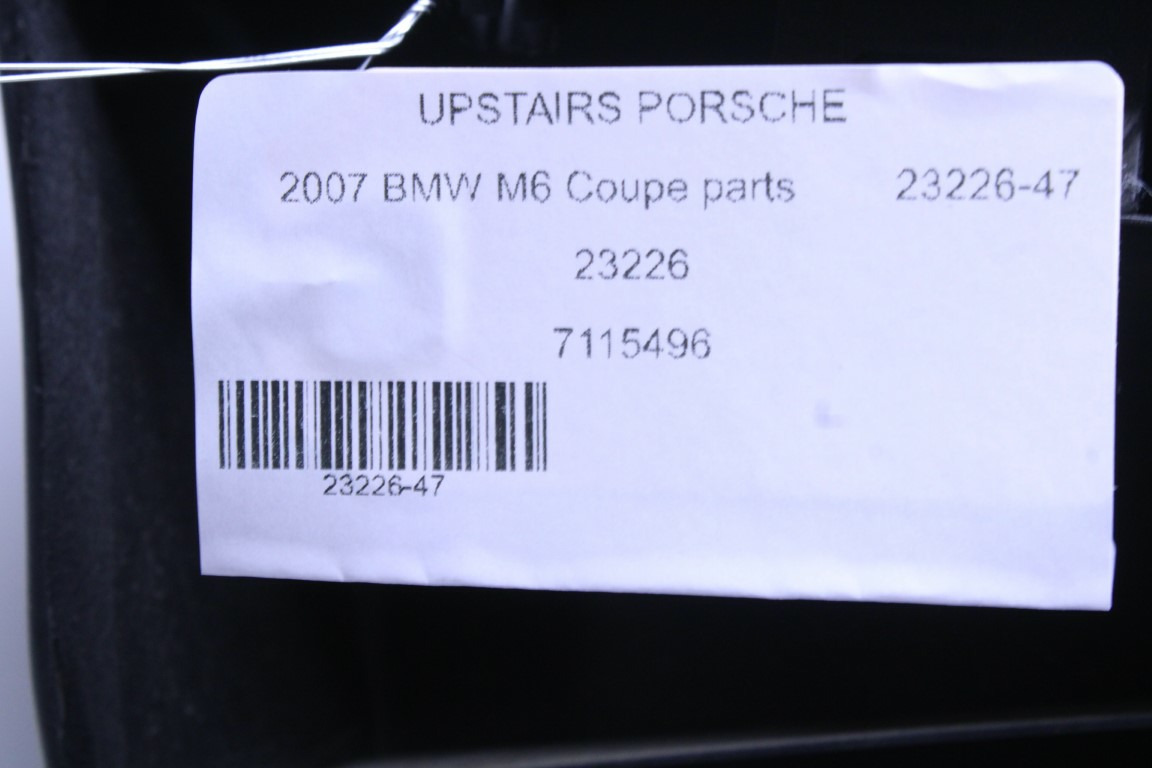 UPSTAIRS PORSCHE
2007 BMW M6 Coupe parts 23226-47
23226
7115496
23226-47